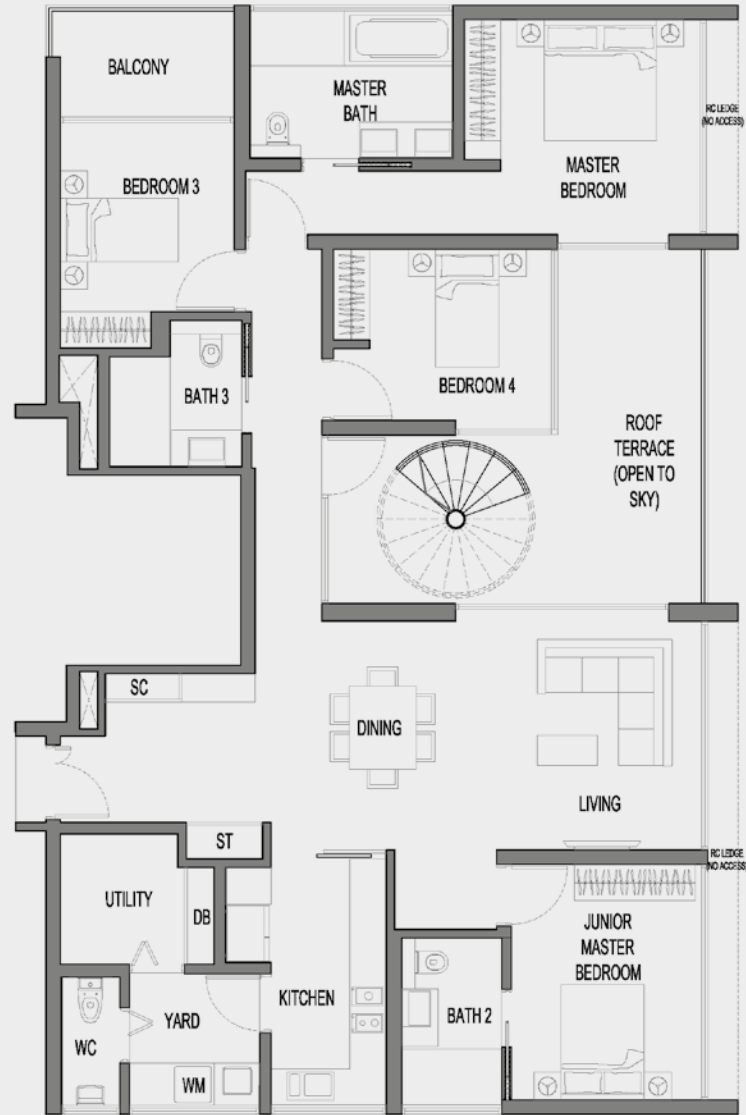 BALCONY
MASTER
BATH
RC LEDGE
(NO ACCESS)
MASTER
BEDROOM
BEDROOM 3
BEDROOM 4
BATH 3
ROOF
TERRACE
(OPEN TO
SKY)
SC
DINING
LIVING
ST
RC LEDGE
(NO ACCESS)
UTILITY
DB
JUNIOR
MASTER
BEDROOM
KITCHEN
BATH 2
YARD
WC
WM